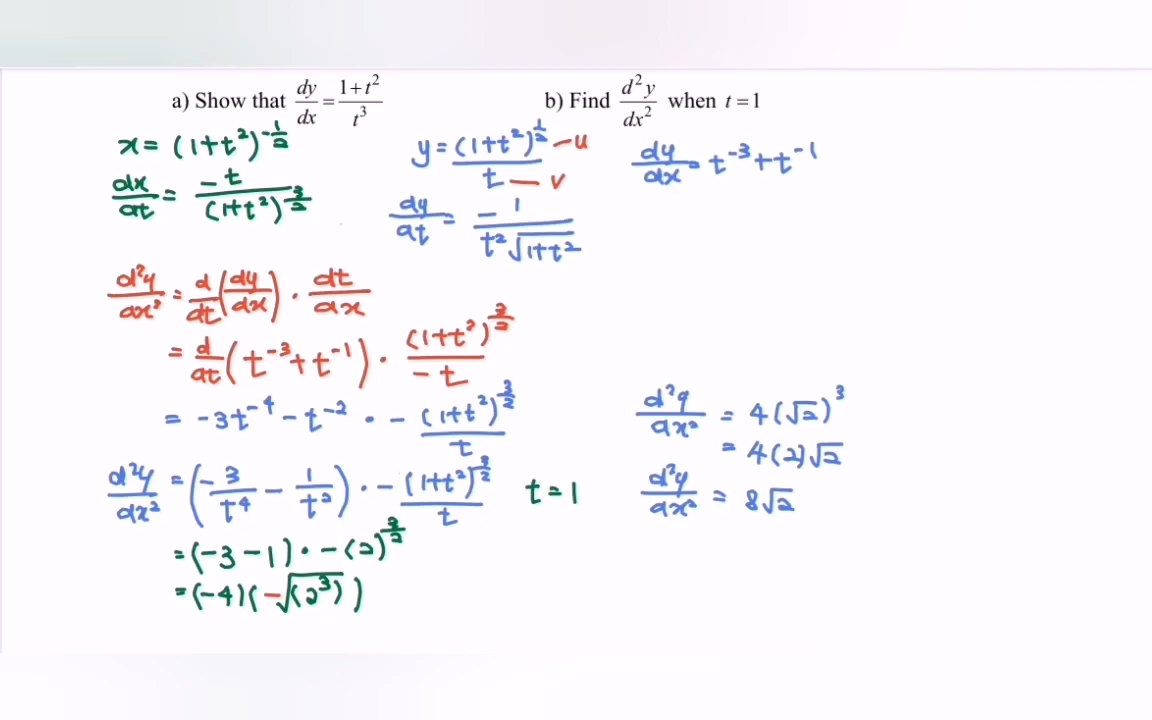 a) Show that dy/dx = (1+t²)/t³
b) Find d²y/dx² when t = 1
x = (1+t²)^(-1/2)
dx/dt = -t/(1+t²)^(3/2)
y = (1+t²)^(1/2) — u / t — v
dy/dt = -1/(t²√(1+t²))
dy/dx = t⁻³ + t⁻¹
d²y/dx² = d/dt (dy/dx) · dt/dx
= d/dt (t⁻³ + t⁻¹) · (1+t²)^(3/2)/-t
= -3t⁻⁴ - t⁻² · - (1+t²)^(3/2)/t
d²y/dx² = (-3/t⁴ - 1/t²) · - (1+t²)^(3/2)/t
t = 1
= (-3 - 1) · - (2)^(3/2)
= (-4)(-√(2³))
d²y/dx² = 4(√2)³
= 4(2)√2
d²y/dx² = 8√2